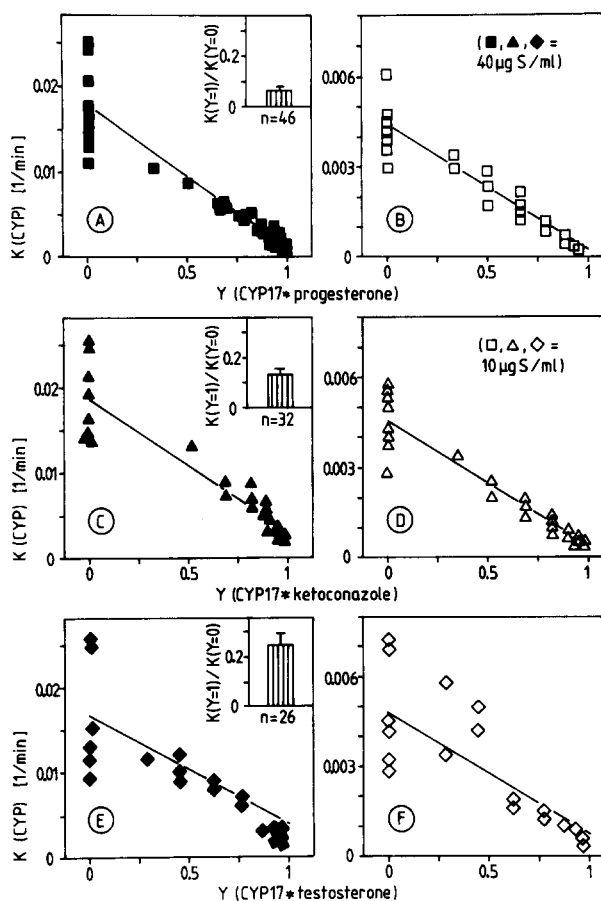 K (CYP) [1/min]
0.02
0.01
0
K(Y=1)/K(Y=0)
0.2
0
n=46
A
0
0.5
1
Y (CYP17* progesterone)
0.006
0.003
0
(■, ▲, ◆ =
40 µg S/ml)
B
0
0.5
1
K (CYP) [1/min]
0.02
0.01
0
K(Y=1)/K(Y=0)
0.2
0
n=32
C
0
0.5
1
Y (CYP17* ketoconazole)
0.006
0.003
0
(□, △, ◇ =
10 µg S/ml)
D
0
0.5
1
K (CYP) [1/min]
0.02
0.01
0
K(Y=1)/K(Y=0)
0.2
0
n=26
E
0
0.5
1
Y (CYP17* testosterone)
0.006
0.003
0
F
0
0.5
1